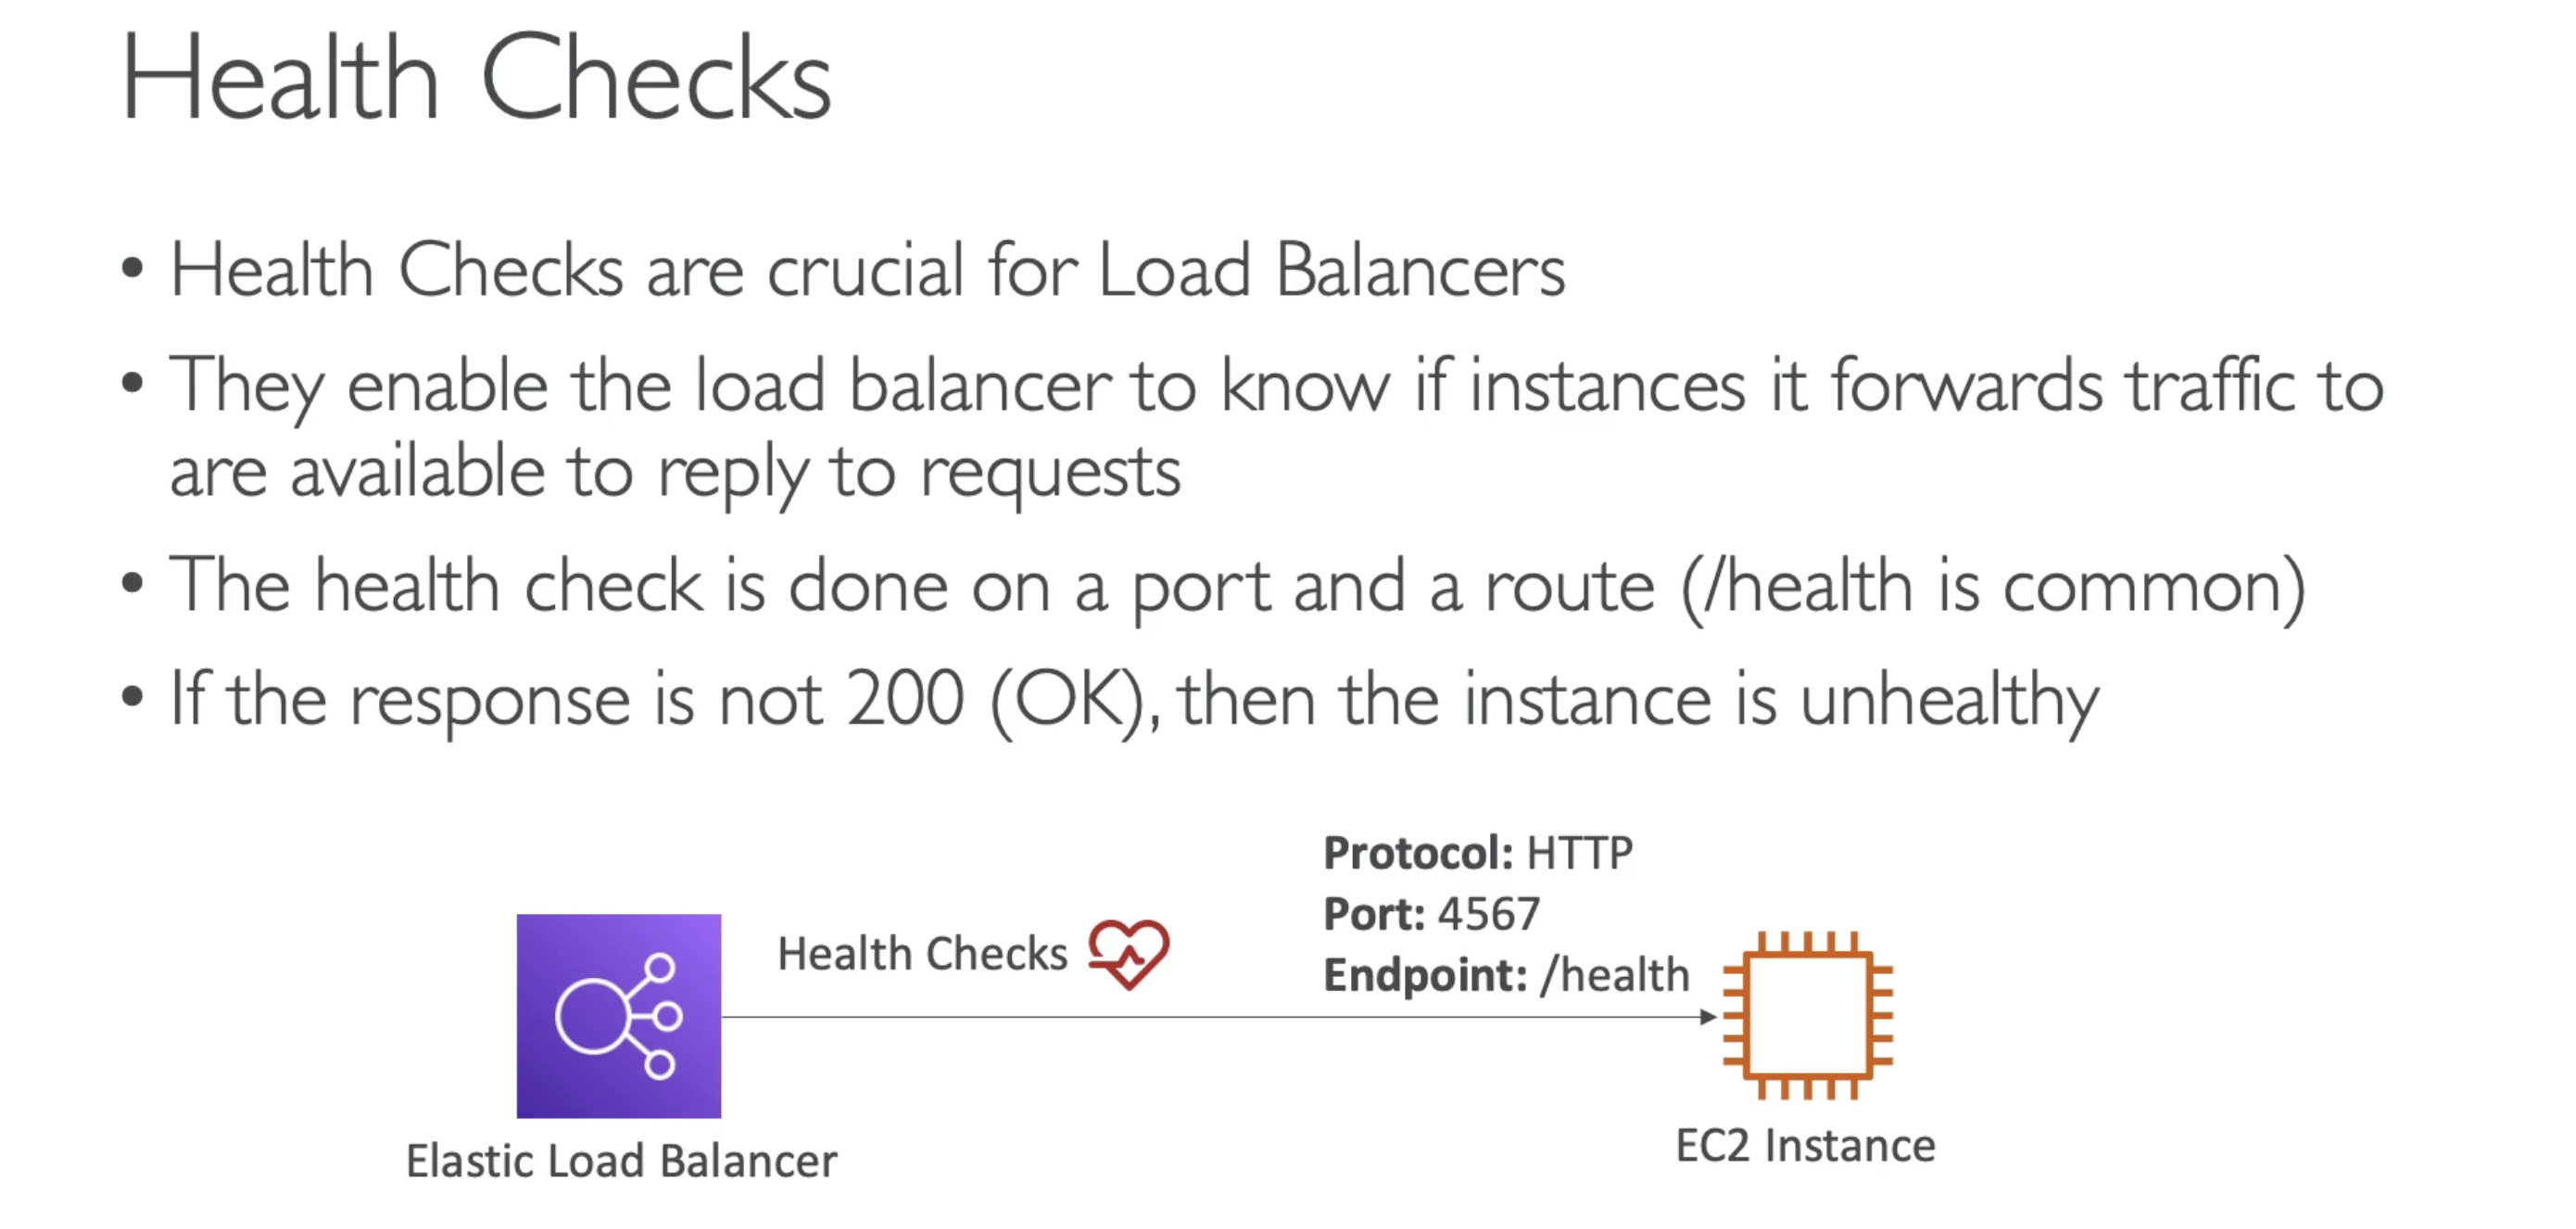 Health Checks
• Health Checks are crucial for Load Balancers
• They enable the load balancer to know if instances it forwards traffic to
are available to reply to requests
• The health check is done on a port and a route (/health is common)
• If the response is not 200 (OK), then the instance is unhealthy
Health Checks
Protocol: HTTP
Port: 4567
Endpoint: /health
Elastic Load Balancer
EC2 Instance